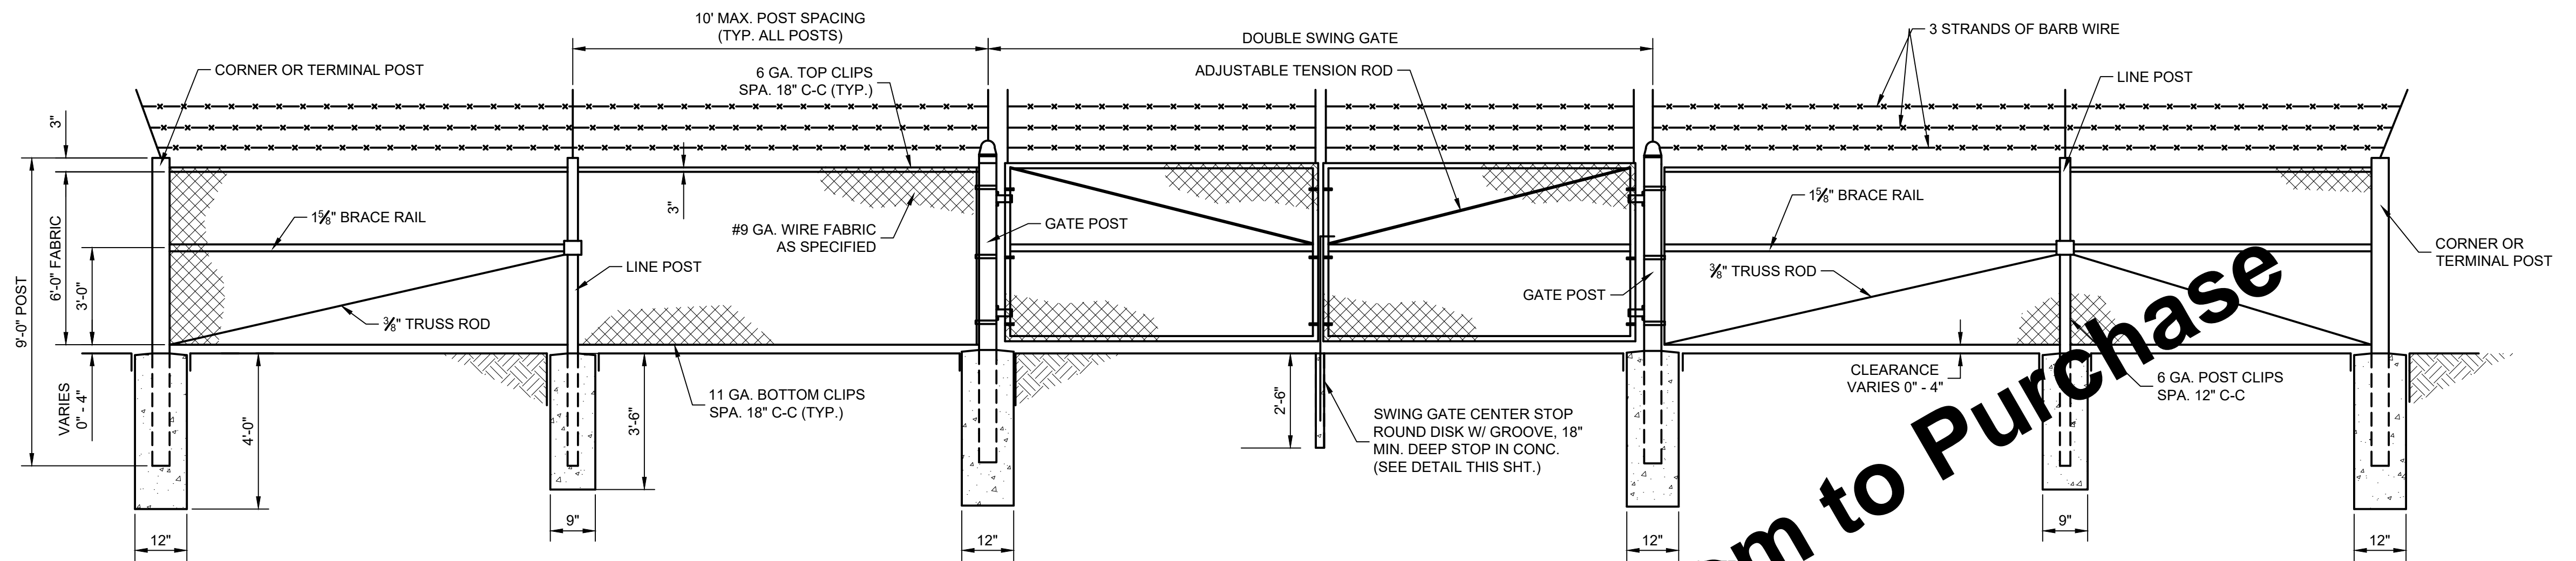 10' MAX. POST SPACING
(TYP. ALL POSTS)
DOUBLE SWING GATE
3 STRANDS OF BARB WIRE
CORNER OR TERMINAL POST
6 GA. TOP CLIPS
SPA. 18" C-C (TYP.)
ADJUSTABLE TENSION ROD
LINE POST
3"
9'-0" POST
6'-0" FABRIC
3'-0"
1⅝" BRACE RAIL
3"
#9 GA. WIRE FABRIC
AS SPECIFIED
GATE POST
1⅝" BRACE RAIL
LINE POST
⅜" TRUSS ROD
GATE POST
⅜" TRUSS ROD
CORNER OR
TERMINAL POST
VARIES
0" - 4"
4'-0"
11 GA. BOTTOM CLIPS
SPA. 18" C-C (TYP.)
3'-6"
2'-6"
SWING GATE CENTER STOP
ROUND DISK W/ GROOVE, 18"
MIN. DEEP STOP IN CONC.
(SEE DETAIL THIS SHT.)
CLEARANCE
VARIES 0" - 4"
6 GA. POST CLIPS
SPA. 12" C-C
12"
9"
12"
12"
9"
12"
om to Purchase